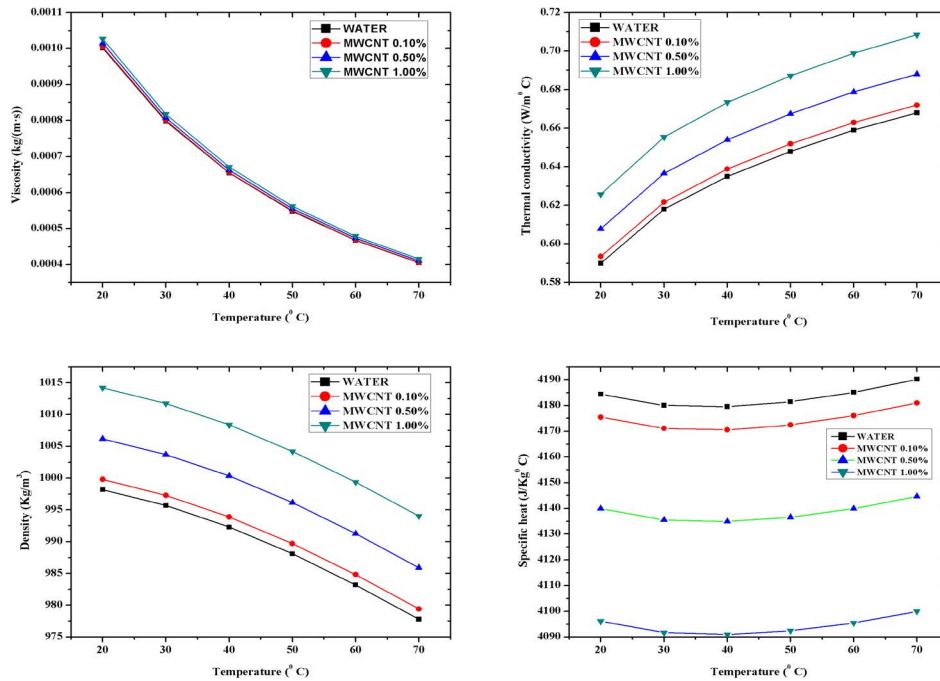 WATER
MWCNT 0.10%
MWCNT 0.50%
MWCNT 1.00%
0.0011
0.0010
0.0009
0.0008
0.0007
0.0006
0.0005
0.0004
Viscosity (kg/(m·s))
20 30 40 50 60 70
Temperature (⁰ C)
WATER
MWCNT 0.10%
MWCNT 0.50%
MWCNT 1.00%
0.72
0.70
0.68
0.66
0.64
0.62
0.60
0.58
Thermal conductivity (W/m⁰ C)
20 30 40 50 60 70
Temperature (⁰ C)
WATER
MWCNT 0.10%
MWCNT 0.50%
MWCNT 1.00%
1015
1010
1005
1000
995
990
985
980
975
Density (Kg/m³)
20 30 40 50 60 70
Temperature (⁰ C)
4190
4180
4170
4160
4150
4140
4130
4120
4110
4100
4090
Specific heat (J/Kg⁰ C)
WATER
MWCNT 0.10%
MWCNT 0.50%
MWCNT 1.00%
20 30 40 50 60 70
Temperature (⁰ C)